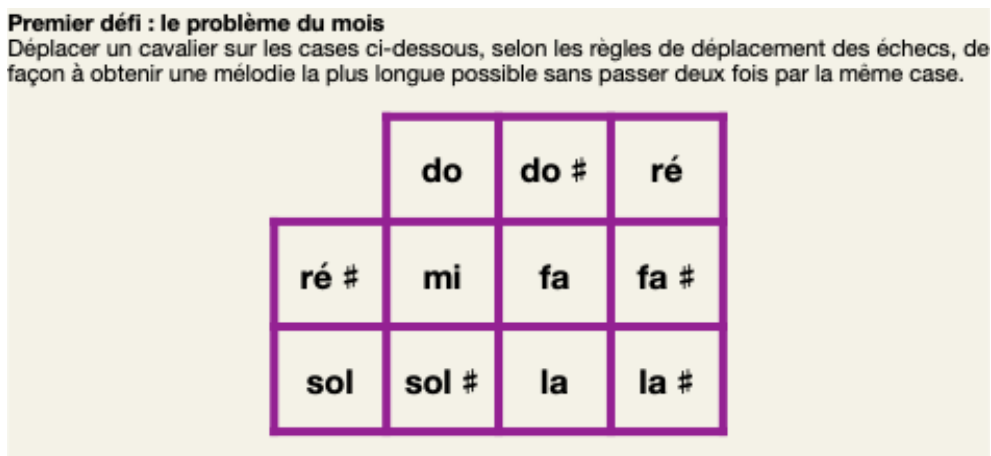 Premier défi : le problème du mois
Déplacer un cavalier sur les cases ci-dessous, selon les règles de déplacement des échecs, de
façon à obtenir une mélodie la plus longue possible sans passer deux fois par la même case.
do do ♯ ré
ré ♯ mi fa fa ♯
sol sol ♯ la la ♯